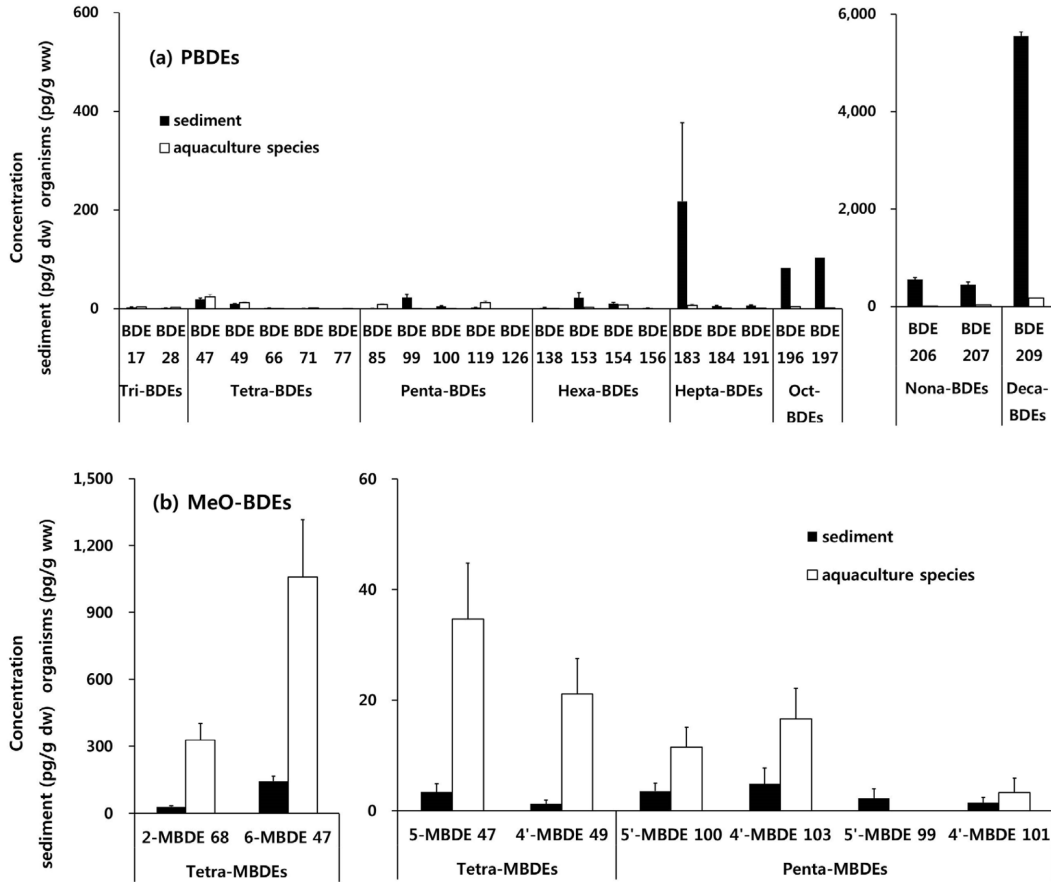 600
400
200
0
(a) PBDEs
sediment
aquaculture species
Concentration
sediment (pg/g dw) organisms (pg/g ww)
BDE BDE BDE BDE BDE BDE BDE BDE BDE BDE BDE BDE BDE BDE BDE BDE BDE BDE BDE BDE BDE
17 28 47 49 66 71 77 85 99 100 119 126 138 153 154 156 183 184 191 196 197
Tri-BDEs Tetra-BDEs Penta-BDEs Hexa-BDEs Hepta-BDEs Oct-
BDEs
6,000
4,000
2,000
0
BDE BDE BDE
206 207 209
Nona-BDEs Deca-
BDEs
1,500
1,200
900
600
300
0
(b) MeO-BDEs
Concentration
sediment (pg/g dw) organisms (pg/g ww)
2-MBDE 68 6-MBDE 47
Tetra-MBDEs
60
40
20
0
sediment
aquaculture species
5-MBDE 47 4'-MBDE 49 5'-MBDE 100 4'-MBDE 103 5'-MBDE 99 4'-MBDE 101
Tetra-MBDEs Penta-MBDEs